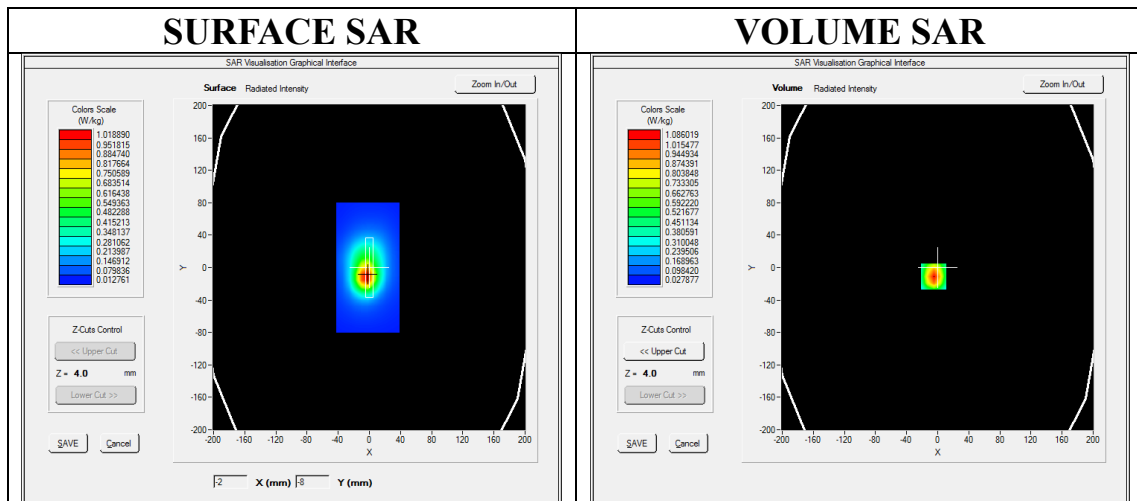 SURFACE SAR
SAR Visualisation Graphical Interface
Surface Radiated Intensity
Zoom In/Out
Colors Scale
(W/kg)
1.018890
0.951815
0.884740
0.817664
0.750589
0.683514
0.616438
0.549363
0.482288
0.415213
0.348137
0.281062
0.213987
0.146912
0.079836
0.012761
Z-Cuts Control
<< Upper Cut
Z = 4.0 mm
Lower Cut >>
SAVE Cancel
200
160
120
80
40
0
-40
-80
-120
-160
-200
Y
-200 -160 -120 -80 -40 0 40 80 120 160 200
X
-2 X (mm) -8 Y (mm)
VOLUME SAR
SAR Visualisation Graphical Interface
Volume Radiated Intensity
Zoom In/Out
Colors Scale
(W/kg)
1.086019
1.015477
0.944934
0.874391
0.803848
0.733305
0.662763
0.592220
0.521677
0.451134
0.380591
0.310048
0.239506
0.168963
0.098420
0.027877
Z-Cuts Control
<< Upper Cut
Z = 4.0 mm
Lower Cut >>
SAVE Cancel
200
160
120
80
40
0
-40
-80
-120
-160
-200
Y
-200 -160 -120 -80 -40 0 40 80 120 160 200
X